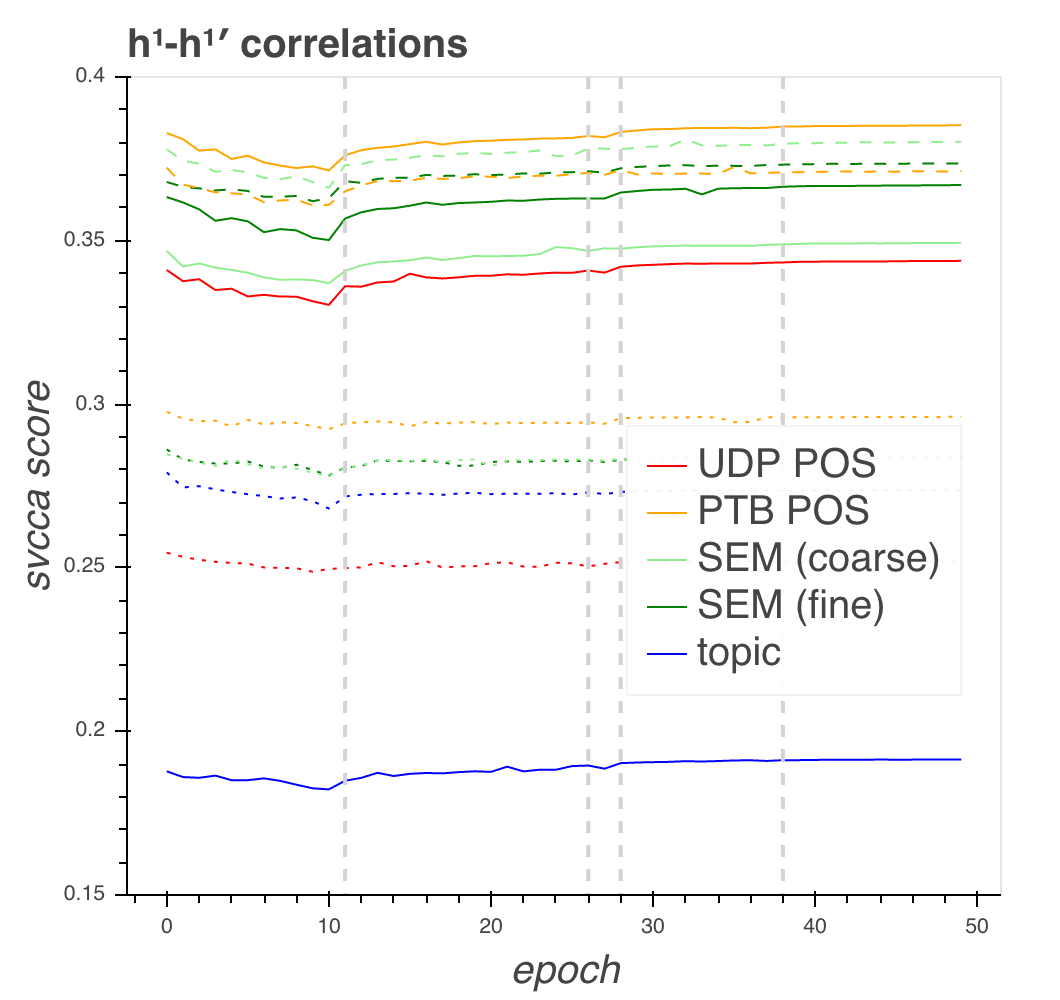 h¹-h¹′ correlations
0.4
0.35
0.3
0.25
0.2
0.15
svcca score
UDP POS
PTB POS
SEM (coarse)
SEM (fine)
topic
0 10 20 30 40 50
epoch